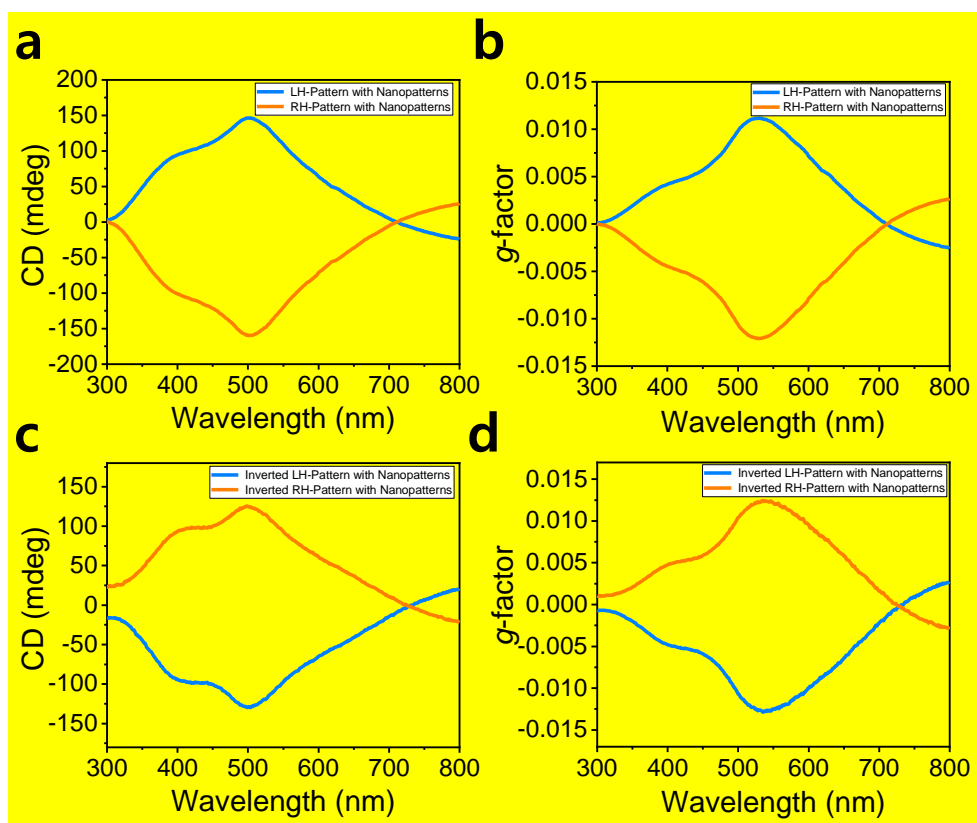 a
LH-Pattern with Nanopatterns
RH-Pattern with Nanopatterns
CD (mdeg)
200
150
100
50
0
-50
-100
-150
-200
300 400 500 600 700 800
Wavelength (nm)
b
LH-Pattern with Nanopatterns
RH-Pattern with Nanopatterns
g-factor
0.015
0.010
0.005
0.000
-0.005
-0.010
-0.015
300 400 500 600 700 800
Wavelength (nm)
c
Inverted LH-Pattern with Nanopatterns
Inverted RH-Pattern with Nanopatterns
CD (mdeg)
150
100
50
0
-50
-100
-150
300 400 500 600 700 800
Wavelength (nm)
d
Inverted LH-Pattern with Nanopatterns
Inverted RH-Pattern with Nanopatterns
g-factor
0.015
0.010
0.005
0.000
-0.005
-0.010
-0.015
300 400 500 600 700 800
Wavelength (nm)